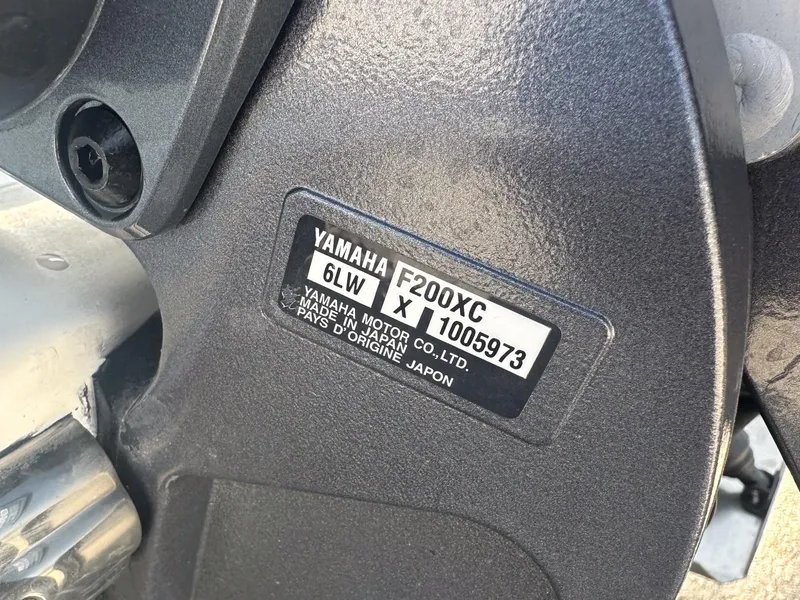 YAMAHA F200XC
6LW X 1005973
YAMAHA MOTOR CO.,LTD.
MADE IN JAPAN
PAYS D'ORIGINE JAPON